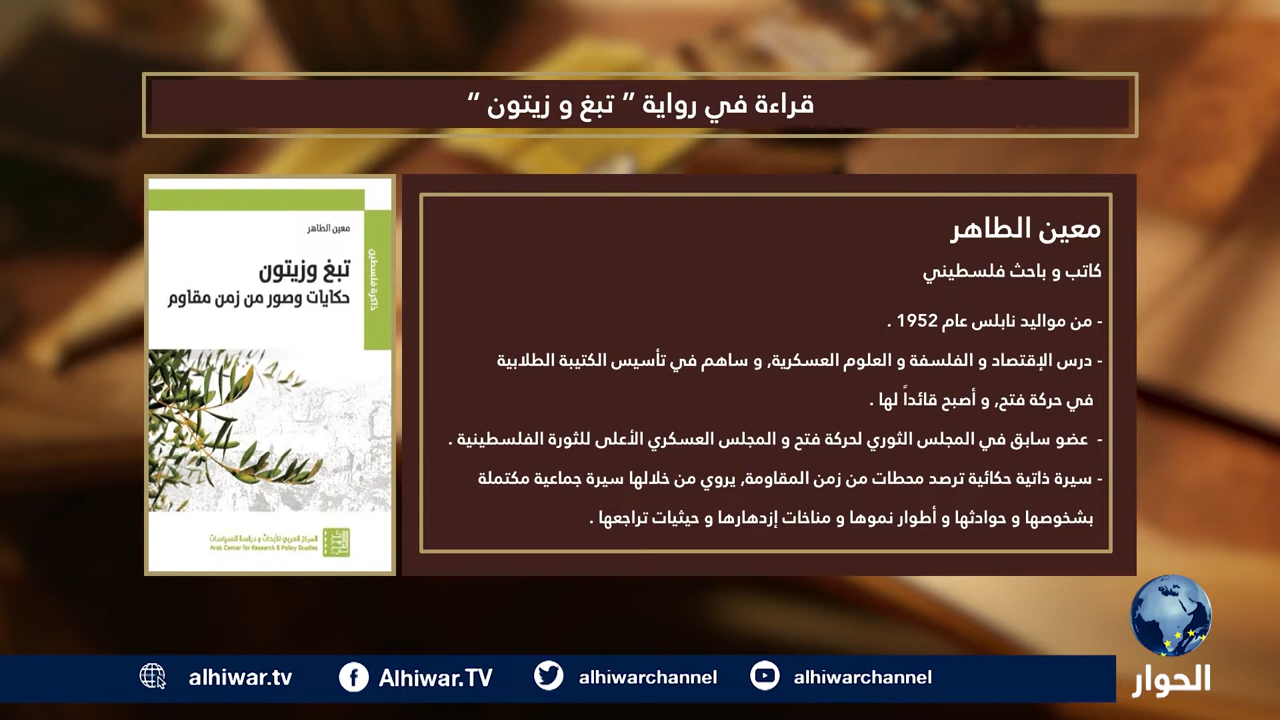 قراءة في رواية ” تبغ و زيتون “
معين الطاهر
كاتب و باحث فلسطيني
- من مواليد نابلس عام 1952 .
- درس الإقتصاد و الفلسفة و العلوم العسكرية, و ساهم في تأسيس الكتيبة الطلابية
في حركة فتح, و أصبح قائداً لها .
- عضو سابق في المجلس الثوري لحركة فتح و المجلس العسكري الأعلى للثورة الفلسطينية .
- سيرة ذاتية حكائية ترصد محطات من زمن المقاومة, يروي من خلالها سيرة جماعية مكتملة
بشخوصها و حوادثها و أطوار نموها و مناخات إزدهارها و حيثيات تراجعها .
معين الطاهر
تبغ وزيتون
حكايات وصور من زمن مقاوم
ذاكرة فلسطين
المركز العربي للأبحاث و دراسة السياسات
Arab Center for Research & Policy Studies
alhiwar.tv
Alhiwar.TV
alhiwarchannel
alhiwarchannel
الحوار